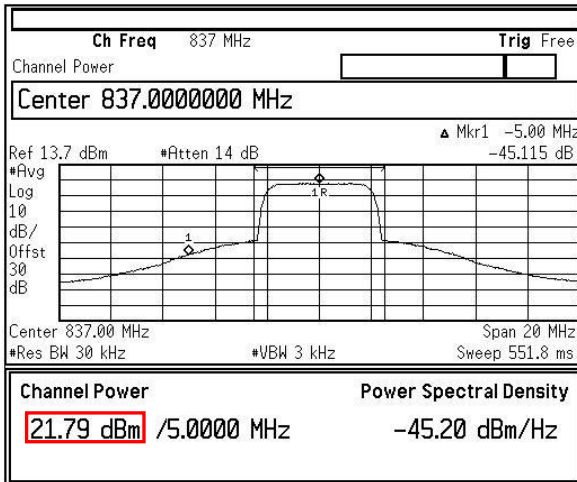 Ch Freq 837 MHz Trig Free
Channel Power
Center 837.0000000 MHz
Δ Mkr1 -5.00 MHz
Ref 13.7 dBm #Atten 14 dB -45.115 dB
#Avg
Log
10
dB/
Offst
30
dB
1R
1
Center 837.00 MHz Span 20 MHz
#Res BW 30 kHz #VBW 3 kHz Sweep 551.8 ms
Channel Power Power Spectral Density
21.79 dBm /5.0000 MHz -45.20 dBm/Hz